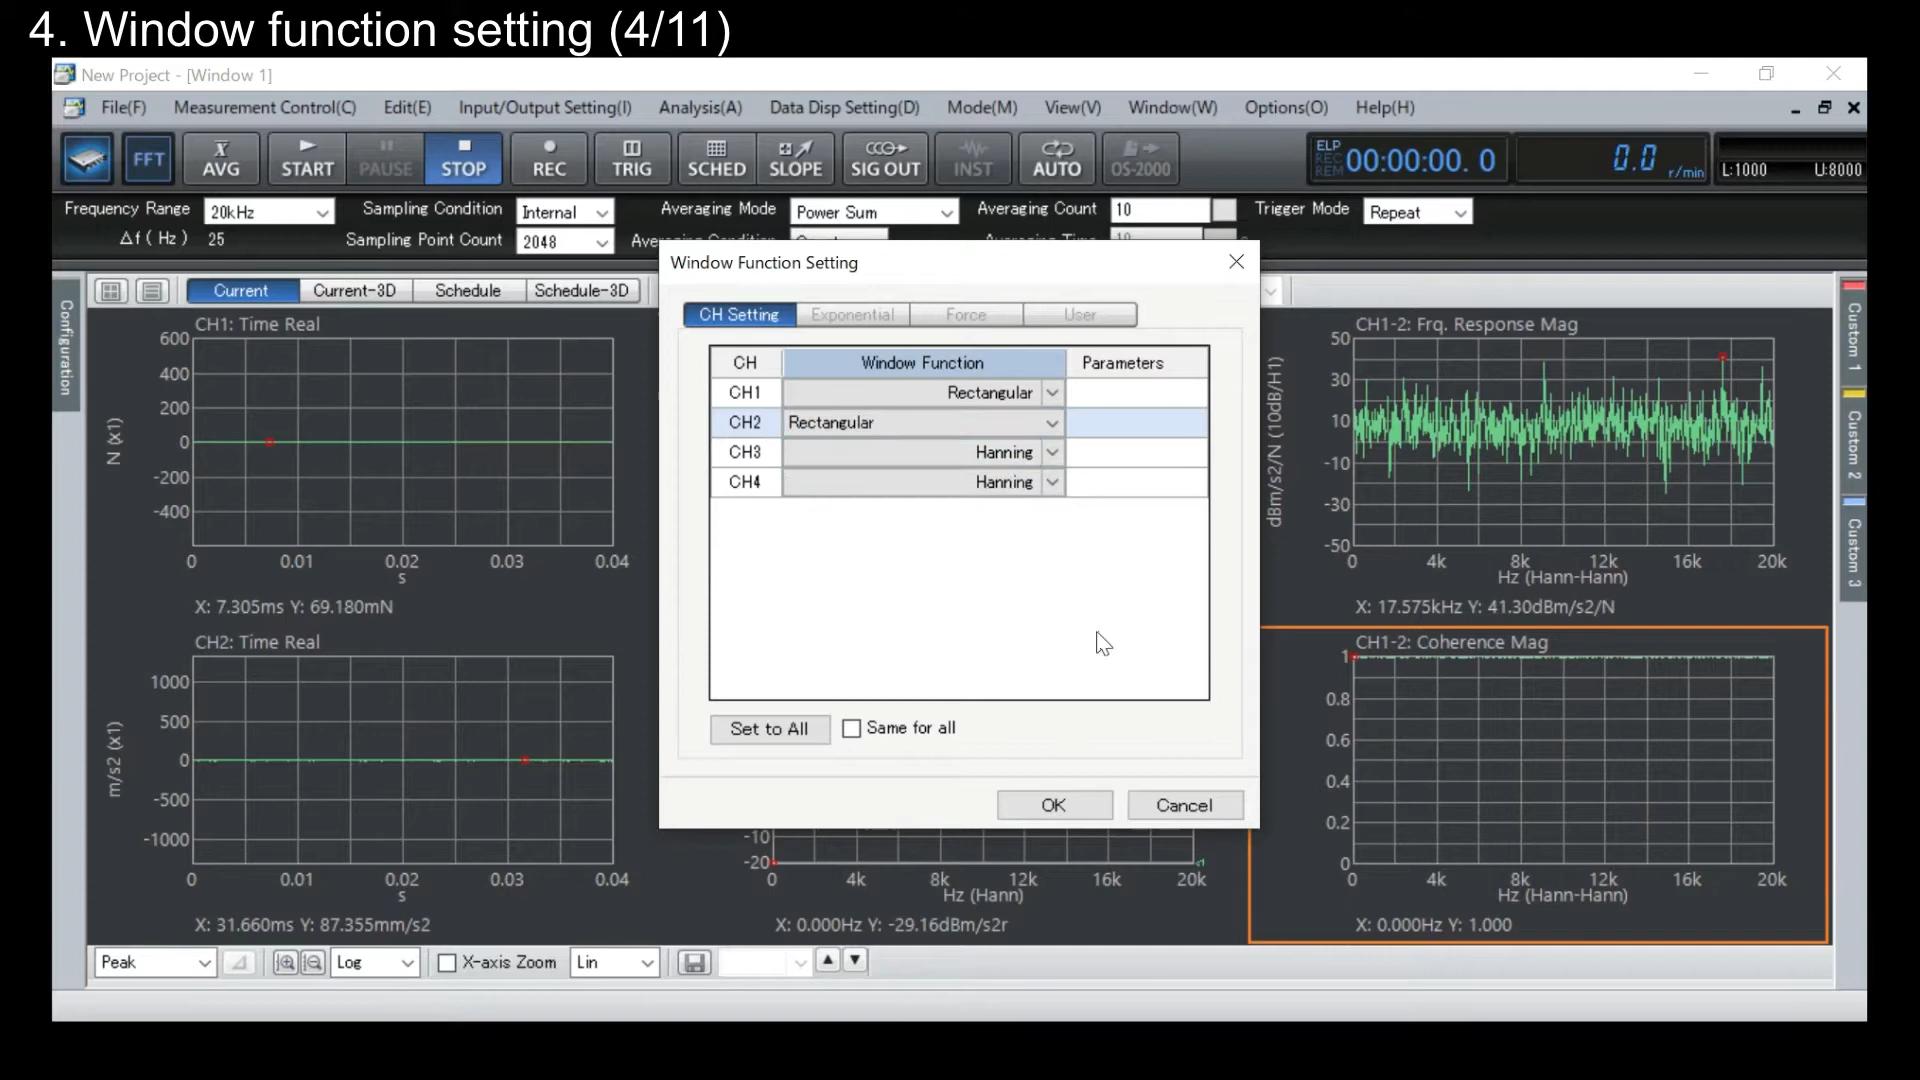 4. Window function setting (4/11)
New Project - [Window 1]
File(F) Measurement Control(C) Edit(E) Input/Output Setting(I) Analysis(A) Data Disp Setting(D) Mode(M) View(V) Window(W) Options(O) Help(H)
FFT X AVG START PAUSE STOP REC TRIG SCHED SLOPE SIG OUT INST AUTO OS-2000
ELP REC REM 00:00:00. 0 0.0 r/min L:1000 U:8000
Frequency Range 20kHz Sampling Condition Internal Averaging Mode Power Sum Averaging Count 10 Trigger Mode Repeat
Δf ( Hz ) 25 Sampling Point Count 2048
Window Function Setting
Configuration
Current Current-3D Schedule Schedule-3D
CH Setting Exponential Force User
CH Window Function Parameters
CH1 Rectangular
CH2 Rectangular
CH3 Hanning
CH4 Hanning
Set to All Same for all
OK Cancel
CH1: Time Real
600
400
200
0
-200
-400
N (x1)
0 0.01 0.02 0.03 0.04
s
X: 7.305ms Y: 69.180mN
CH2: Time Real
1000
500
0
-500
-1000
m/s2 (x1)
0 0.01 0.02 0.03 0.04
s
X: 31.660ms Y: 87.355mm/s2
-10
-20
0 4k 8k 12k 16k 20k
Hz (Hann)
X: 0.000Hz Y: -29.16dBm/s2r
CH1-2: Frq. Response Mag
50
30
10
-10
-30
-50
dBm/s2/N (10dB/H1)
0 4k 8k 12k 16k 20k
Hz (Hann-Hann)
X: 17.575kHz Y: 41.30dBm/s2/N
CH1-2: Coherence Mag
1
0.8
0.6
0.4
0.2
0
0 4k 8k 12k 16k 20k
Hz (Hann-Hann)
X: 0.000Hz Y: 1.000
Custom 1
Custom 2
Custom 3
Peak Log X-axis Zoom Lin